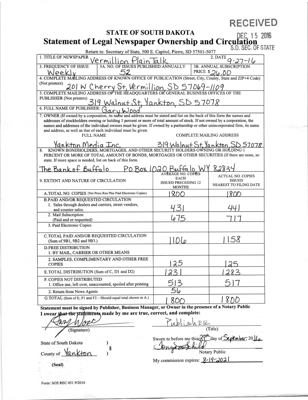 RECEIVED
DEC 15 2016
S.D. SEC. OF STATE
STATE OF SOUTH DAKOTA
Statement of Legal Newspaper Ownership and Circulation
Return to: Secretary of State, 500 E. Capitol, Pierre, SD 57501-5077
1. TITLE OF NEWSPAPER Vermillion Plain Talk 2. DATE 9-27-16
3. FREQUENCY OF ISSUE Weekly
3A. NO. OF ISSUES PUBLISHED ANNUALLY 52
3B. ANNUAL SUBSCRIPTION PRICE $ 26.00
4. COMPLETE MAILING ADDRESS OF KNOWN OFFICE OF PUBLICATION (Street, City, County, State and ZIP+4 Code)
(Not printers)
201 W Cherry St, Vermillion SD 57069-1109
5. COMPLETE MAILING ADDRESS OF THE HEADQUARTERS OF GENERAL BUSINESS OFFICES OF THE
PUBLISHER (Not printers)
319 Walnut St, Yankton, SD 57078
6. FULL NAME OF PUBLISHER Gary Wood
7. OWNER (If owned by a corporation, its name and address must be stated and also on the back of this form the names and
addresses of stockholders owning or holding 1 percent or more of total amount of stock. If not owned by a corporation, the
names and addresses of the individual owners must be given. If owned by a partnership or other unincorporated firm, its name
and address, as well as that of each individual must be given.
FULL NAME COMPLETE MAILING ADDRESS
Yankton Media Inc. 319 Walnut St. Yankton SD 57078
8. KNOWN BONDHOLDERS, MORTGAGEES, AND OTHER SECURITY HOLDERS OWNING OR HOLDING 1
PERCENT OR MORE OF TOTAL AMOUNT OF BONDS, MORTGAGES OR OTHER SECURITIES (If there are none, so
state. If more space is needed, list on back of this form.
The Bank of Buffalo PO Box 1020 Buffalo WY 82834
9. EXTENT AND NATURE OF CIRCULATION
AVERAGE NO. COPIES EACH ISSUE DURING PRECEDING 12 MONTHS
ACTUAL NO. COPIES ISSUED NEAREST TO FILING DATE
A. TOTAL NO. COPIES 1800 1800
B. PAID AND/OR REQUESTED CIRCULATION
1. Sales through dealers and carriers, street vendors, and counter sales. 431 441
2. Mail Subscription (Paid and or requested) 675 717
3. Paid Electronic Copies
C. TOTAL PAID AND/OR REQUESTED CIRCULATION
(Sum of 9B1, 9B2 and 9B3.) 1106 1158
D. FREE DISTRIBUTION
1. BY MAIL, CARRIER OR OTHER MEANS
2. SAMPLES, COMPLIMENTARY AND OTHER FREE COPIES 125 125
E. TOTAL DISTRIBUTION (Sum of C, D1 and D2) 1231 1283
F. COPIES NOT DISTRIBUTED
1. Office use, left over, unaccounted, spoiled after printing 513 517
2. Return from News Agents 56
G. TOTAL (Sum of E, F1 and F2 - Should equal total shown in A.) 1800 1800
Statement must be signed by Publisher, Business Manager, or Owner in the presence of a Notary Public
I swear that the statements made by me are true, correct, and complete:
Gary Wood Publisher
(Signature) (Title)
State of South Dakota )
County of Yankton )
(Seal)
Sworn to before me this day of September 2016
Notary Public
My commission expires: 8-19-2021